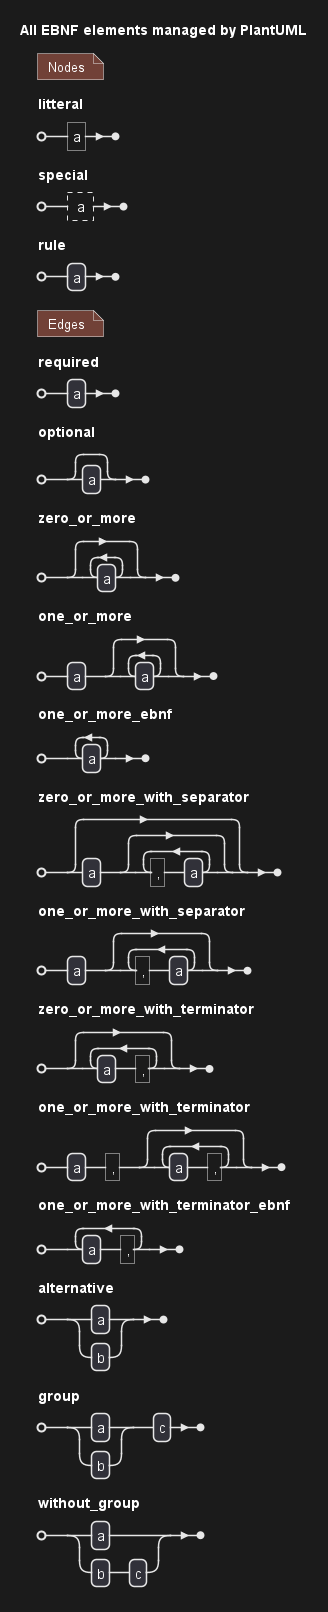 All EBNF elements managed by PlantUML
Nodes
litteral
a
special
a
rule
a
Edges
required
a
optional
a
zero_or_more
a
one_or_more
a a
one_or_more_ebnf
a
zero_or_more_with_separator
a , a
one_or_more_with_separator
a , a
zero_or_more_with_terminator
a ,
one_or_more_with_terminator
a , a ,
one_or_more_with_terminator_ebnf
a ,
alternative
a
b
group
a c
b
without_group
a
b c